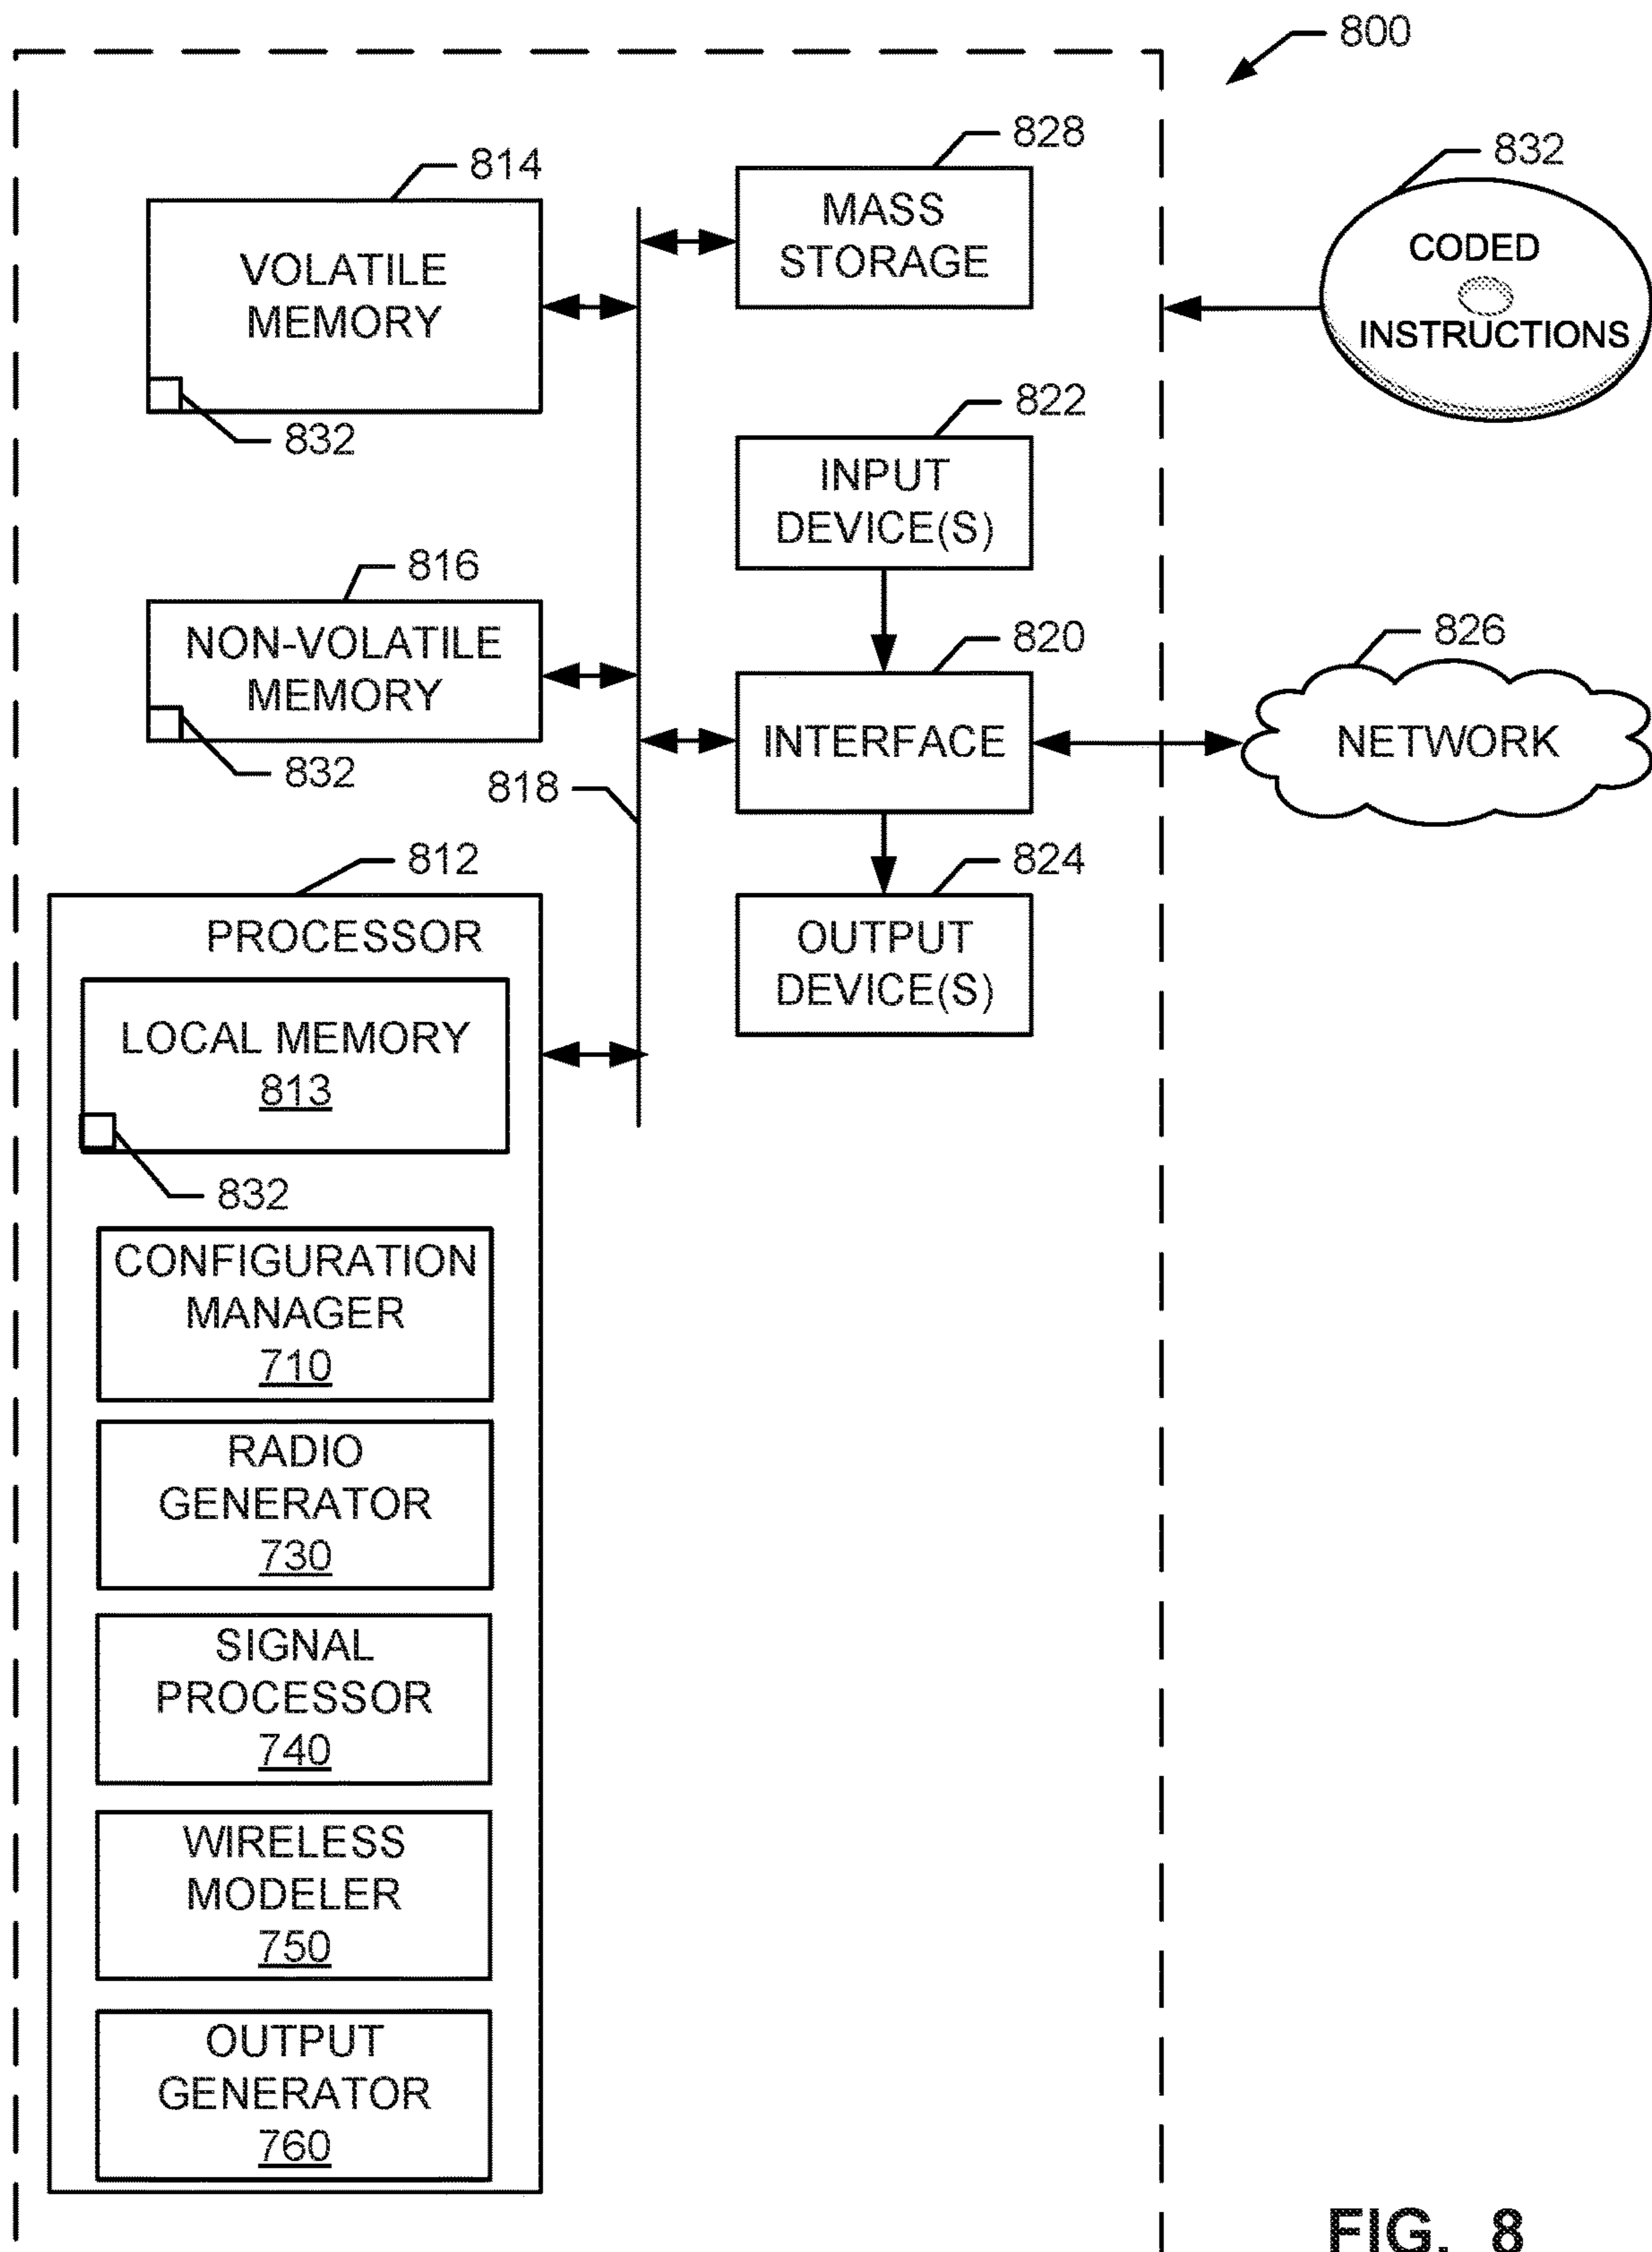 800
828
832
814
MASS
STORAGE
CODED
INSTRUCTIONS
VOLATILE
MEMORY
832
822
INPUT
DEVICE(S)
816
NON-VOLATILE
MEMORY
832
818
820
INTERFACE
826
NETWORK
812
824
OUTPUT
DEVICE(S)
PROCESSOR
LOCAL MEMORY
813
832
CONFIGURATION
MANAGER
710
RADIO
GENERATOR
730
SIGNAL
PROCESSOR
740
WIRELESS
MODELER
750
OUTPUT
GENERATOR
760
FIG. 8